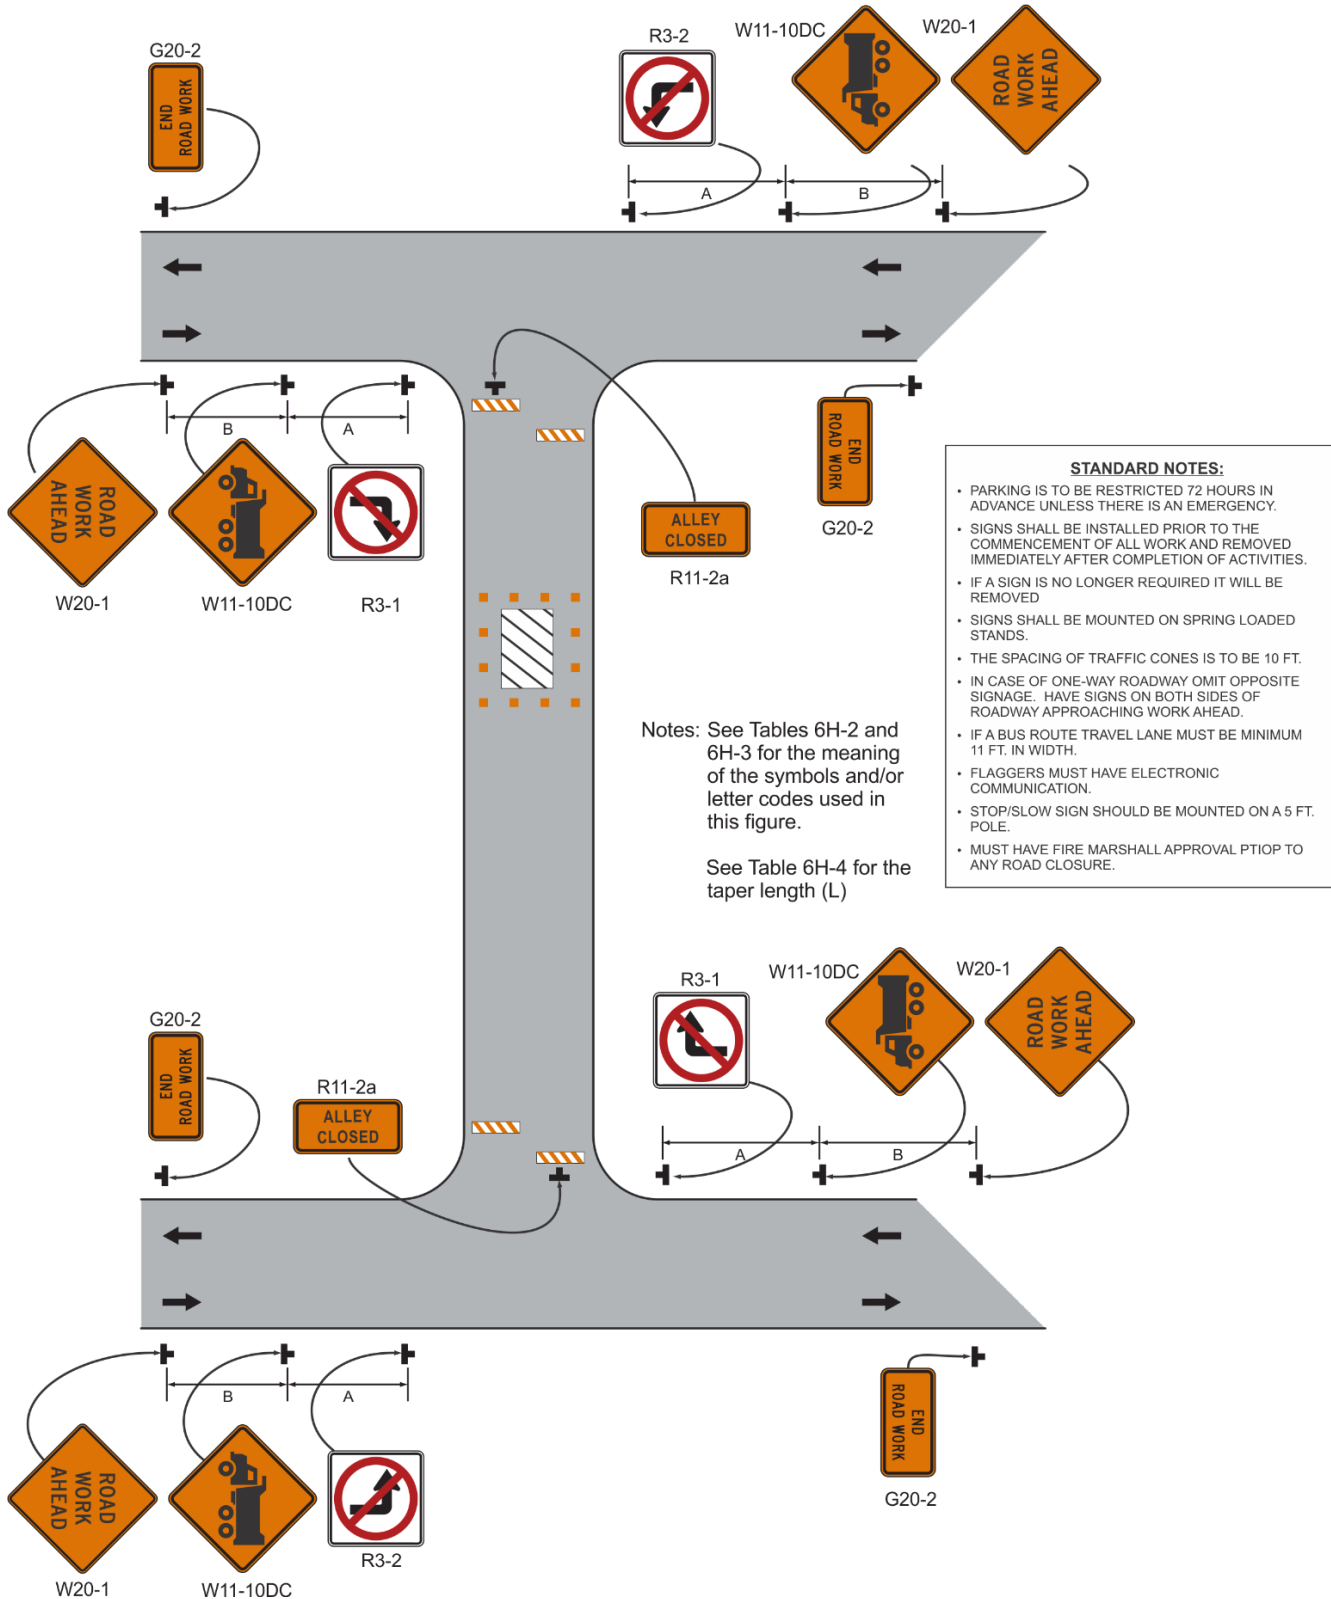 G20-2
END
ROAD WORK
R3-2
W11-10DC
W20-1
ROAD
WORK
AHEAD
A
B
B
A
ROAD
WORK
AHEAD
W20-1
W11-10DC
R3-1
ALLEY
CLOSED
R11-2a
END
ROAD WORK
G20-2
STANDARD NOTES:
• PARKING IS TO BE RESTRICTED 72 HOURS IN
ADVANCE UNLESS THERE IS AN EMERGENCY.
• SIGNS SHALL BE INSTALLED PRIOR TO THE
COMMENCEMENT OF ALL WORK AND REMOVED
IMMEDIATELY AFTER COMPLETION OF ACTIVITIES.
• IF A SIGN IS NO LONGER REQUIRED IT WILL BE
REMOVED
• SIGNS SHALL BE MOUNTED ON SPRING LOADED
STANDS.
• THE SPACING OF TRAFFIC CONES IS TO BE 10 FT.
• IN CASE OF ONE-WAY ROADWAY OMIT OPPOSITE
SIGNAGE. HAVE SIGNS ON BOTH SIDES OF
ROADWAY APPROACHING WORK AHEAD.
• IF A BUS ROUTE TRAVEL LANE MUST BE MINIMUM
11 FT. IN WIDTH.
• FLAGGERS MUST HAVE ELECTRONIC
COMMUNICATION.
• STOP/SLOW SIGN SHOULD BE MOUNTED ON A 5 FT.
POLE.
• MUST HAVE FIRE MARSHALL APPROVAL PTIOP TO
ANY ROAD CLOSURE.
Notes: See Tables 6H-2 and
6H-3 for the meaning
of the symbols and/or
letter codes used in
this figure.
See Table 6H-4 for the
taper length (L)
G20-2
END
ROAD WORK
R11-2a
ALLEY
CLOSED
R3-1
W11-10DC
W20-1
ROAD
WORK
AHEAD
A
B
B
A
ROAD
WORK
AHEAD
W20-1
W11-10DC
R3-2
END
ROAD WORK
G20-2